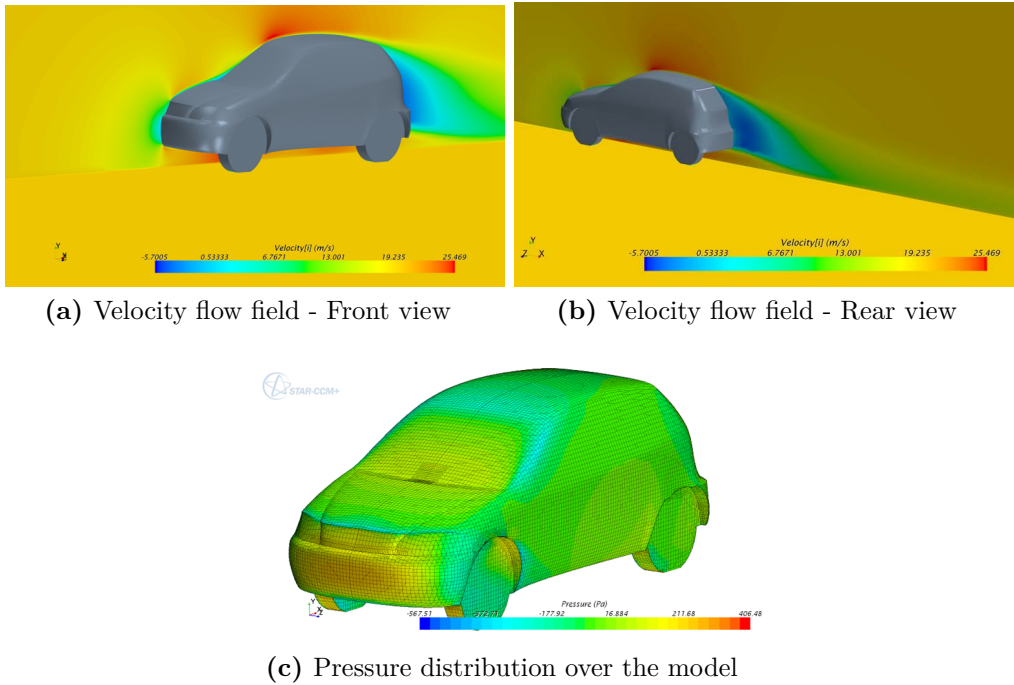 Y
X
Velocity[i] (m/s)
-5.7005 0.53333 6.7671 13.001 19.235 25.469
Y
Z X
Velocity[i] (m/s)
-5.7005 0.53333 6.7671 13.001 19.235 25.469
(a) Velocity flow field - Front view
(b) Velocity flow field - Rear view
STAR-CCM+
Y
X
Z
Pressure (Pa)
-567.51 -177.92 16.884 211.68 406.48
(c) Pressure distribution over the model